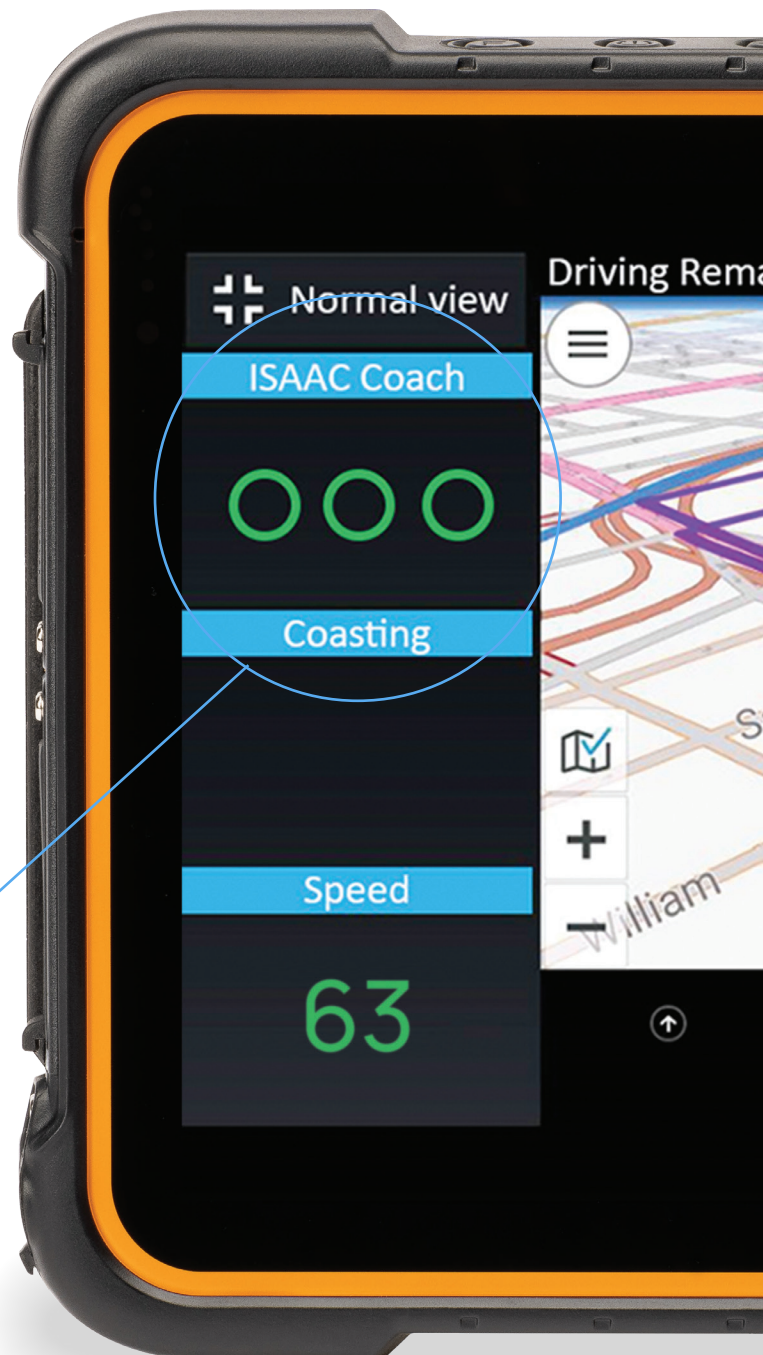 Normal view
Driving Rema
ISAAC Coach
Coasting
Speed
William
63